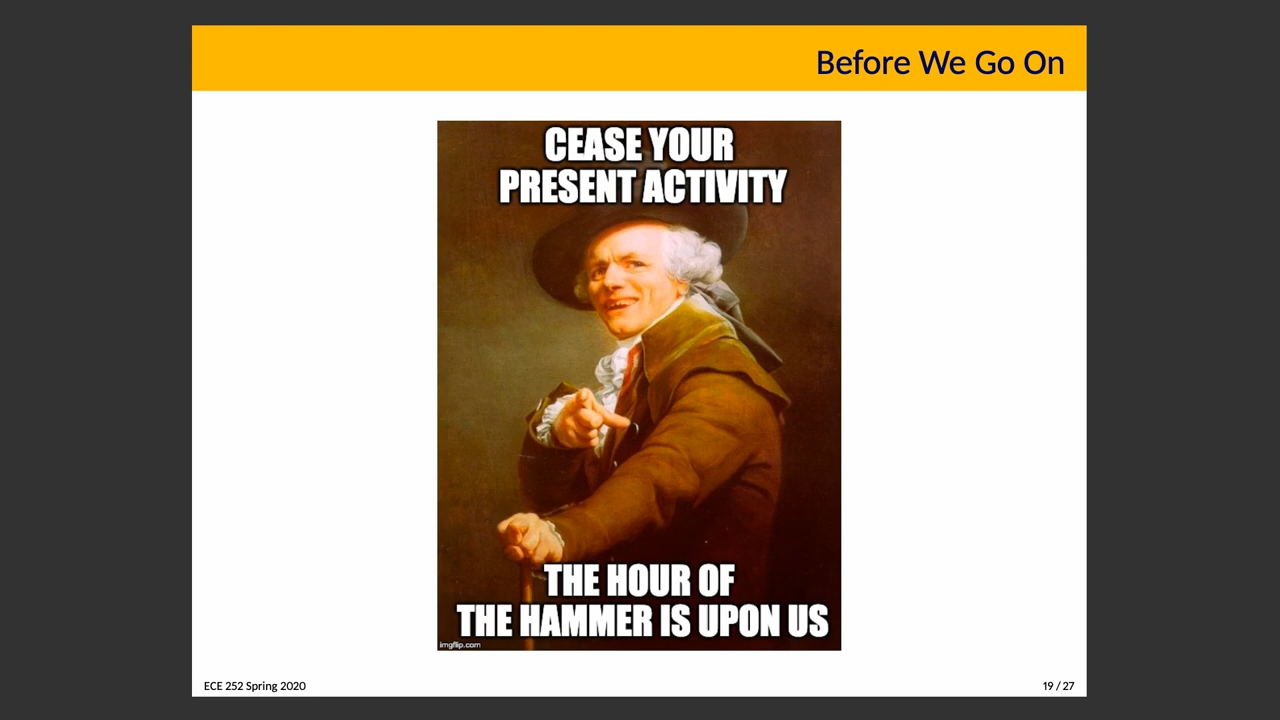 Before We Go On
CEASE YOUR
PRESENT ACTIVITY
THE HOUR OF
THE HAMMER IS UPON US
imgflip.com
ECE 252 Spring 2020
19 / 27